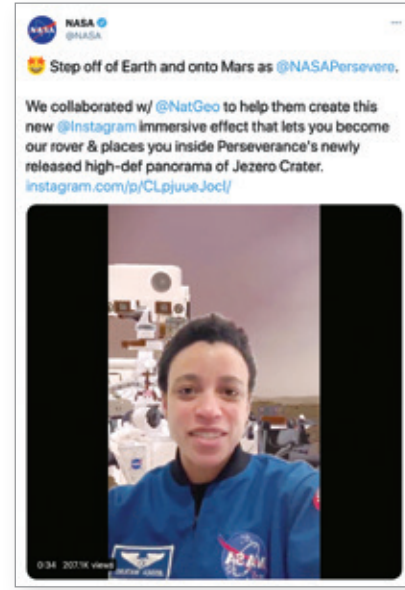 NASA
@NASA
🤩 Step off of Earth and onto Mars as @NASAPersevere.
We collaborated w/ @NatGeo to help them create this
new @Instagram immersive effect that lets you become
our rover & places you inside Perseverance's newly
released high-def panorama of Jezero Crater.
instagram.com/p/CLpjuueJocI/
NASA
0:34 207.1K views